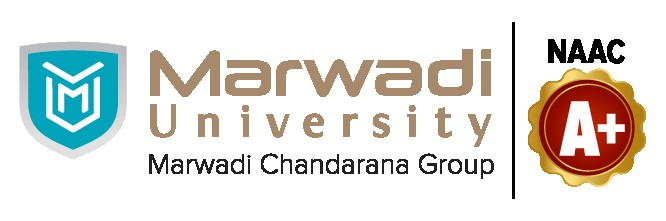 Marwadi
University
Marwadi Chandarana Group
NAAC
A+